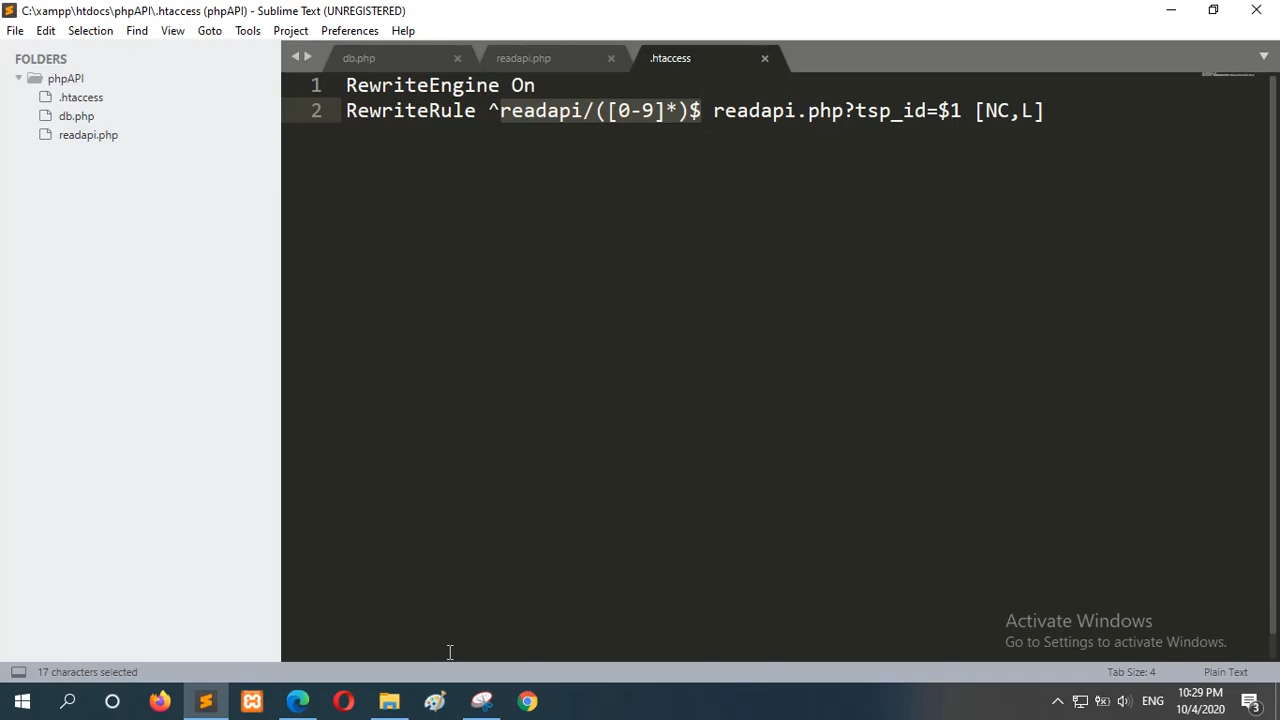 C:\xampp\htdocs\phpAPI\.htaccess (phpAPI) - Sublime Text (UNREGISTERED)
File Edit Selection Find View Goto Tools Project Preferences Help
FOLDERS
phpAPI
.htaccess
db.php
readapi.php
db.php readapi.php .htaccess
1 RewriteEngine On
2 RewriteRule ^readapi/([0-9]*)$ readapi.php?tsp_id=$1 [NC,L]
Activate Windows
Go to Settings to activate Windows.
17 characters selected Tab Size: 4 Plain Text
ENG 10:29 PM
10/4/2020 3